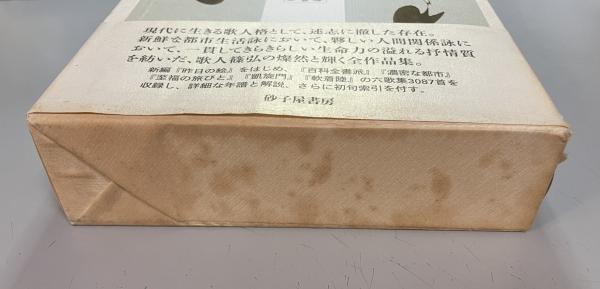 現代に生きる歌人格として、述志に徹した存在。
新鮮な都市生活詠において、夥しい人間関係詠に
おいて、一貫してきらきらしい生命力の溢れる抒情質
を紡いだ、歌人篠弘の燦然と輝く全作品集。
新編『昨日の絵』をはじめ、『百科全書派』『濃密な都市』
『至福の旅びと』『凱旋門』『軟着陸』の六歌集3087首を
収録し、詳細な年譜と解説、さらに初句索引を付す。
砂子屋書房